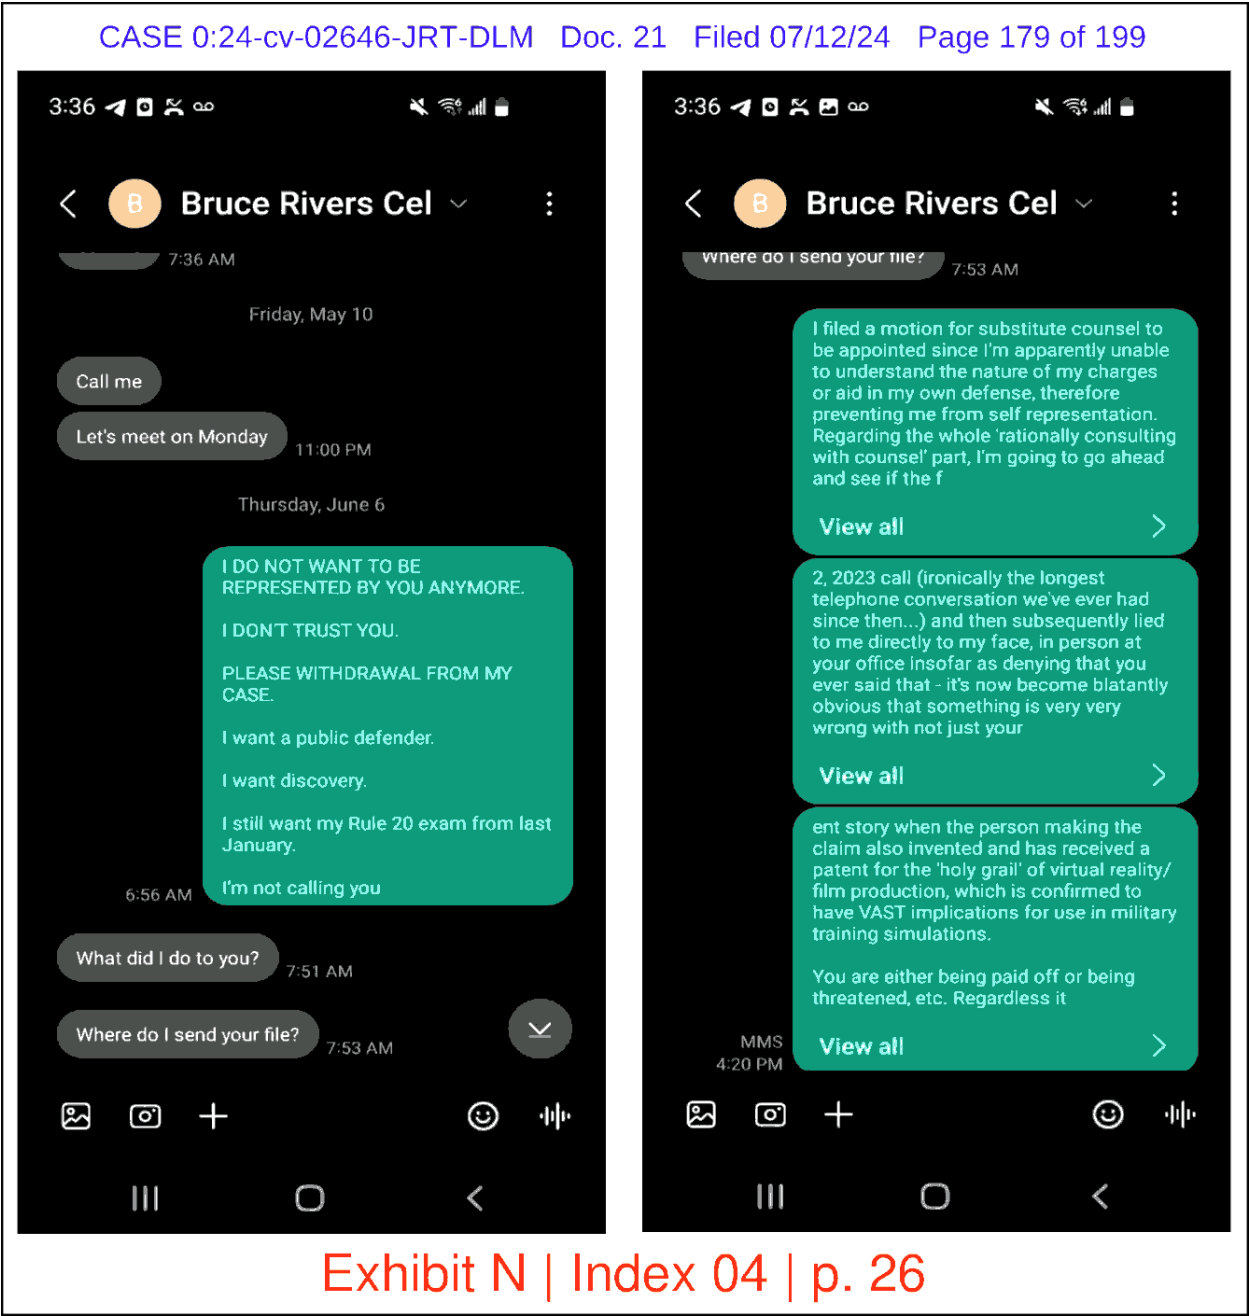 CASE 0:24-cv-02646-JRT-DLM Doc. 21 Filed 07/12/24 Page 179 of 199
3:36
Bruce Rivers Cel
7:36 AM
Friday, May 10
Call me
Let's meet on Monday
11:00 PM
Thursday, June 6
I DO NOT WANT TO BE
REPRESENTED BY YOU ANYMORE.
I DON'T TRUST YOU.
PLEASE WITHDRAWAL FROM MY
CASE.
I want a public defender.
I want discovery.
I still want my Rule 20 exam from last
January.
I'm not calling you
6:56 AM
What did I do to you?
7:51 AM
Where do I send your file?
7:53 AM
3:36
B
Bruce Rivers Cel
Where do I send your file?
7:53 AM
I filed a motion for substitute counsel to
be appointed since I'm apparently unable
to understand the nature of my charges
or aid in my own defense, therefore
preventing me from self representation.
Regarding the whole 'rationally consulting
with counsel' part, I'm going to go ahead
and see if the f
View all
2, 2023 call (ironically the longest
telephone conversation we've ever had
since then...) and then subsequently lied
to me directly to my face, in person at
your office insofar as denying that you
ever said that - it's now become blatantly
obvious that something is very very
wrong with not just your
View all
ent story when the person making the
claim also invented and has received a
patent for the 'holy grail' of virtual reality/
film production, which is confirmed to
have VAST implications for use in military
training simulations.
You are either being paid off or being
threatened, etc. Regardless it
View all
MMS
4:20 PM
Exhibit N | Index 04 | p. 26